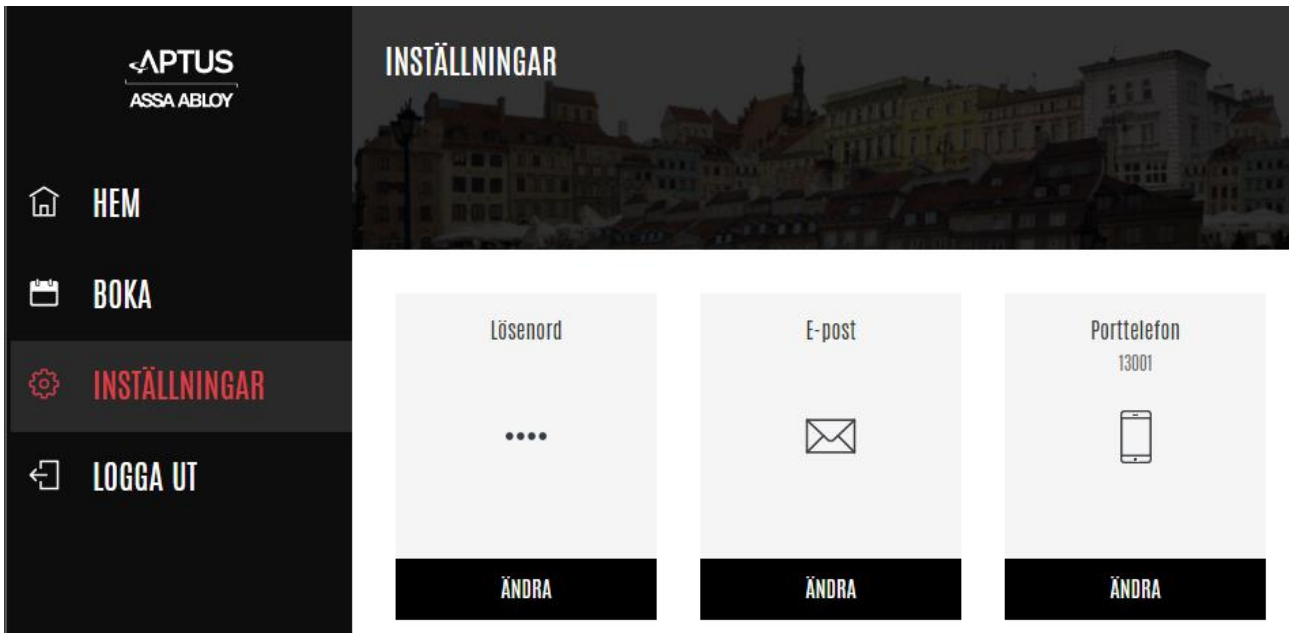 APTUS
ASSA ABLOY
HEM
BOKA
INSTÄLLNINGAR
LOGGA UT
INSTÄLLNINGAR
Lösenord
••••
ÄNDRA
E-post
ÄNDRA
Porttelefon
13001
ÄNDRA